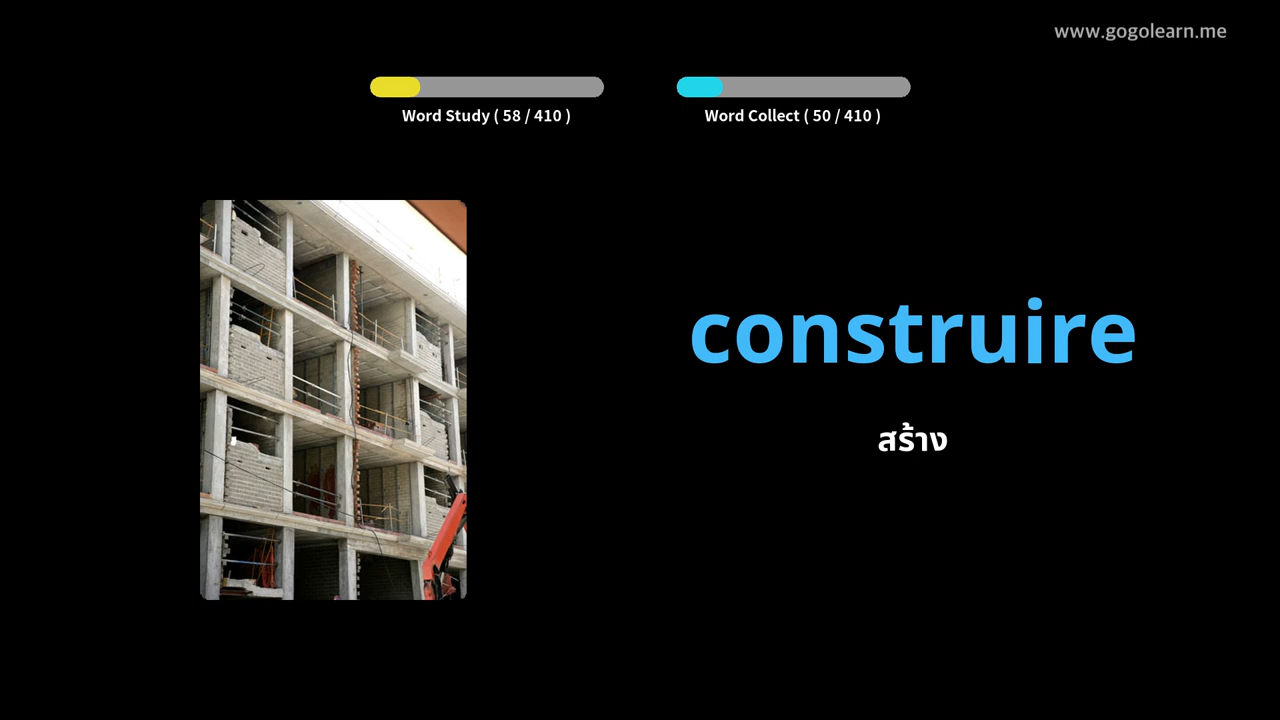 www.gogolearn.me
Word Study ( 58 / 410 )
Word Collect ( 50 / 410 )
construire
สร้าง